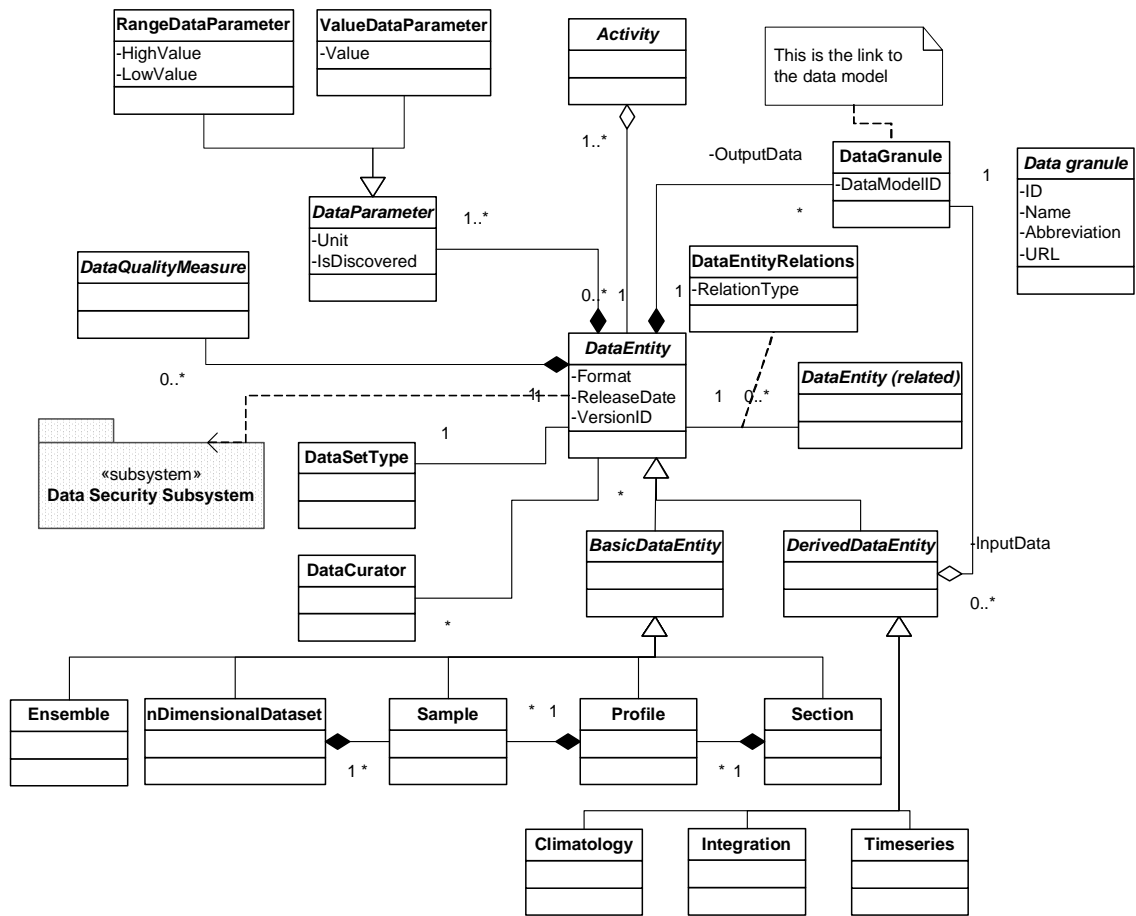 RangeDataParameter
-HighValue
-LowValue
ValueDataParameter
-Value
Activity
This is the link to
the data model
1..*
-OutputData
DataGranule
-DataModelID
1
*
Data granule
-ID
-Name
-Abbreviation
-URL
DataParameter
-Unit
-IsDiscovered
1..*
DataQualityMeasure
DataEntityRelations
-RelationType
0..*
1
1
DataEntity
-Format
-ReleaseDate
-VersionID
0..*
1
1
1
0..*
DataEntity (related)
«subsystem»
Data Security Subsystem
DataSetType
1
*
DataCurator
*
BasicDataEntity
DerivedDataEntity
-InputData
0..*
Ensemble
nDimensionalDataset
Sample
Profile
Section
* 1
1 *
* 1
Climatology
Integration
Timeseries